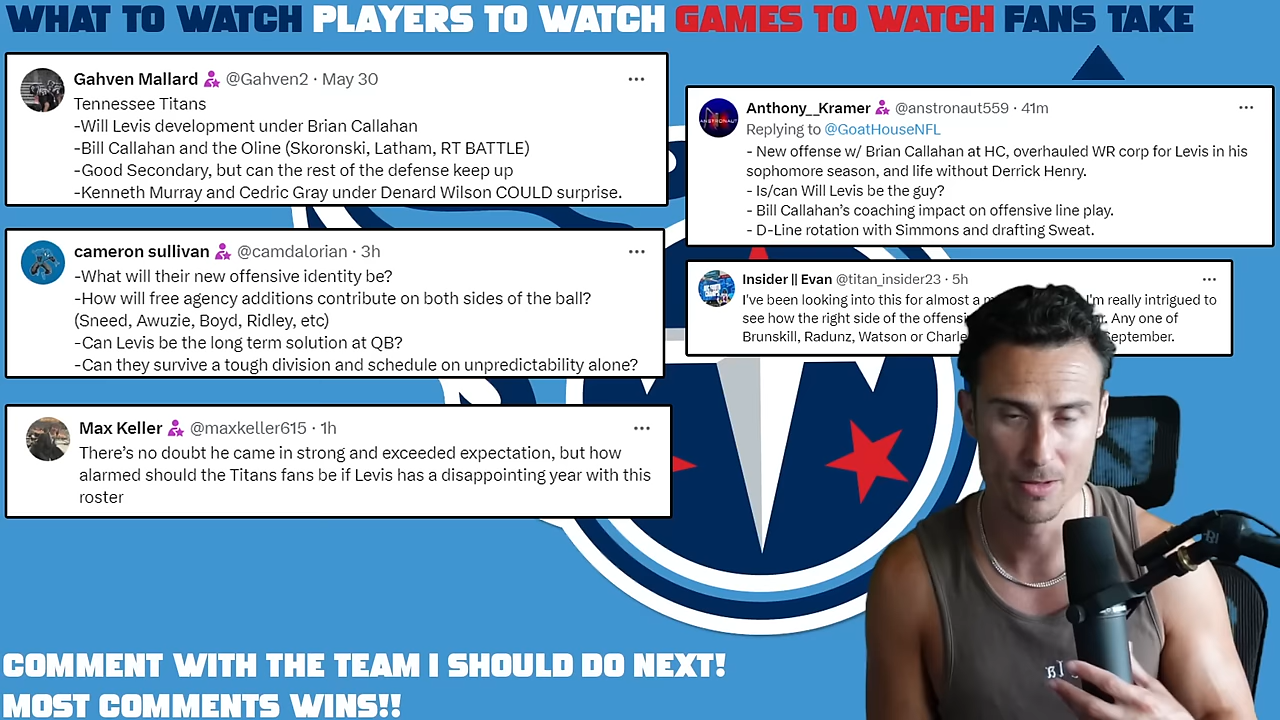 WHAT TO WATCH PLAYERS TO WATCH GAMES TO WATCH FANS TAKE
Gahven Mallard @Gahven2 · May 30
Tennessee Titans
-Will Levis development under Brian Callahan
-Bill Callahan and the Oline (Skoronski, Latham, RT BATTLE)
-Good Secondary, but can the rest of the defense keep up
-Kenneth Murray and Cedric Gray under Denard Wilson COULD surprise.
cameron sullivan @camdalorian · 3h
-What will their new offensive identity be?
-How will free agency additions contribute on both sides of the ball?
(Sneed, Awuzie, Boyd, Ridley, etc)
-Can Levis be the long term solution at QB?
-Can they survive a tough division and schedule on unpredictability alone?
Max Keller @maxkeller615 · 1h
There's no doubt he came in strong and exceeded expectation, but how
alarmed should the Titans fans be if Levis has a disappointing year with this
roster
Anthony__Kramer @anstronaut559 · 41m
Replying to @GoatHouseNFL
- New offense w/ Brian Callahan at HC, overhauled WR corp for Levis in his
sophomore season, and life without Derrick Henry.
- Is/can Will Levis be the guy?
- Bill Callahan's coaching impact on offensive line play.
- D-Line rotation with Simmons and drafting Sweat.
Insider || Evan @titan_insider23 · 5h
I've been looking into this for almost a I'm really intrigued to
see how the right side of the Any one of
Brunskill, Radunz, Watson or September.
COMMENT WITH THE TEAM I SHOULD DO NEXT!
MOST COMMENTS WINS!!